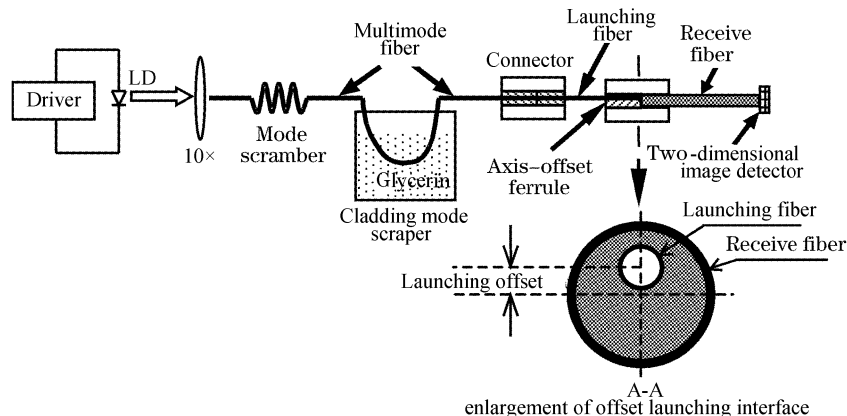 Driver
LD
10×
Mode
scramber
Multimode
fiber
Glycerin
Cladding mode
scraper
Connector
Launching
fiber
Receive
fiber
Axis-offset
ferrule
Two-dimensional
image detector
Launching fiber
Receive fiber
Launching offset
A-A
enlargement of offset launching interface